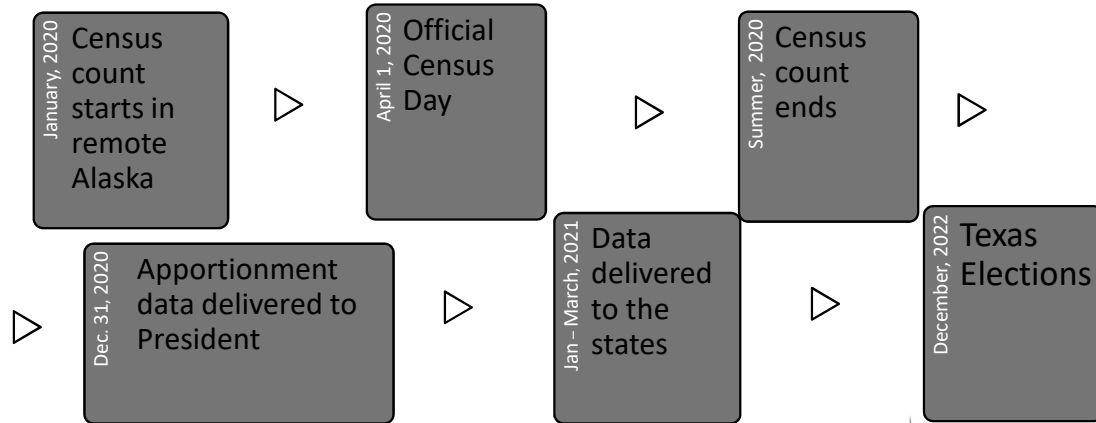 January, 2020
Census
count
starts in
remote
Alaska
April 1, 2020
Official
Census
Day
Summer,  2020
Census
count
ends
Dec. 31, 2020
Apportionment
data delivered to
President
Jan – March, 2021
Data
delivered
to the
states
December, 2022
Texas
Elections